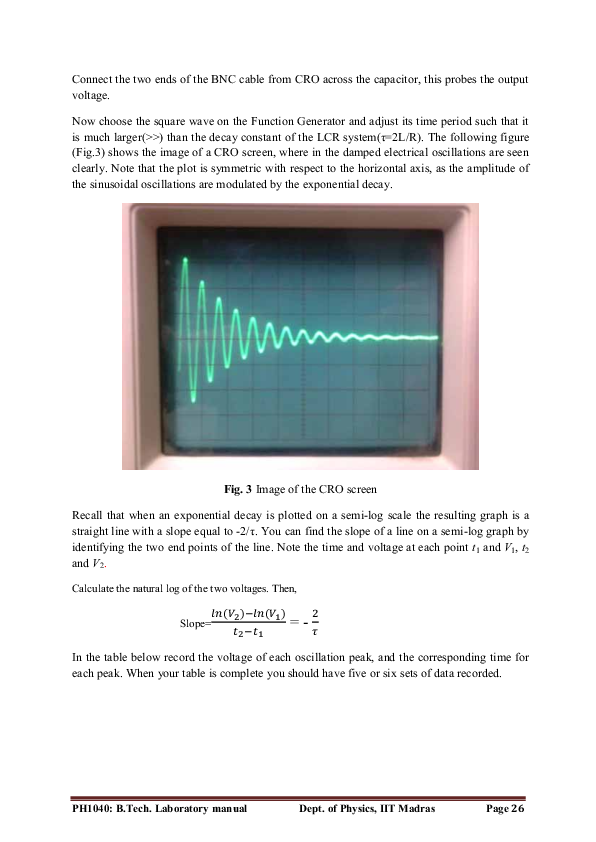 Connect the two ends of the BNC cable from CRO across the capacitor, this probes the output
voltage.
Now choose the square wave on the Function Generator and adjust its time period such that it
is much larger(>>) than the decay constant of the LCR system(τ=2L/R). The following figure
(Fig.3) shows the image of a CRO screen, where in the damped electrical oscillations are seen
clearly. Note that the plot is symmetric with respect to the horizontal axis, as the amplitude of
the sinusoidal oscillations are modulated by the exponential decay.
Fig. 3 Image of the CRO screen
Recall that when an exponential decay is plotted on a semi-log scale the resulting graph is a
straight line with a slope equal to -2/τ. You can find the slope of a line on a semi-log graph by
identifying the two end points of the line. Note the time and voltage at each point t₁ and V₁, t₂
and V₂.
Calculate the natural log of the two voltages. Then,
Slope= ln(V₂)−ln(V₁) / t₂−t₁ = - 2 / τ
In the table below record the voltage of each oscillation peak, and the corresponding time for
each peak. When your table is complete you should have five or six sets of data recorded.
PH1040: B.Tech. Laboratory manual Dept. of Physics, IIT Madras Page 26